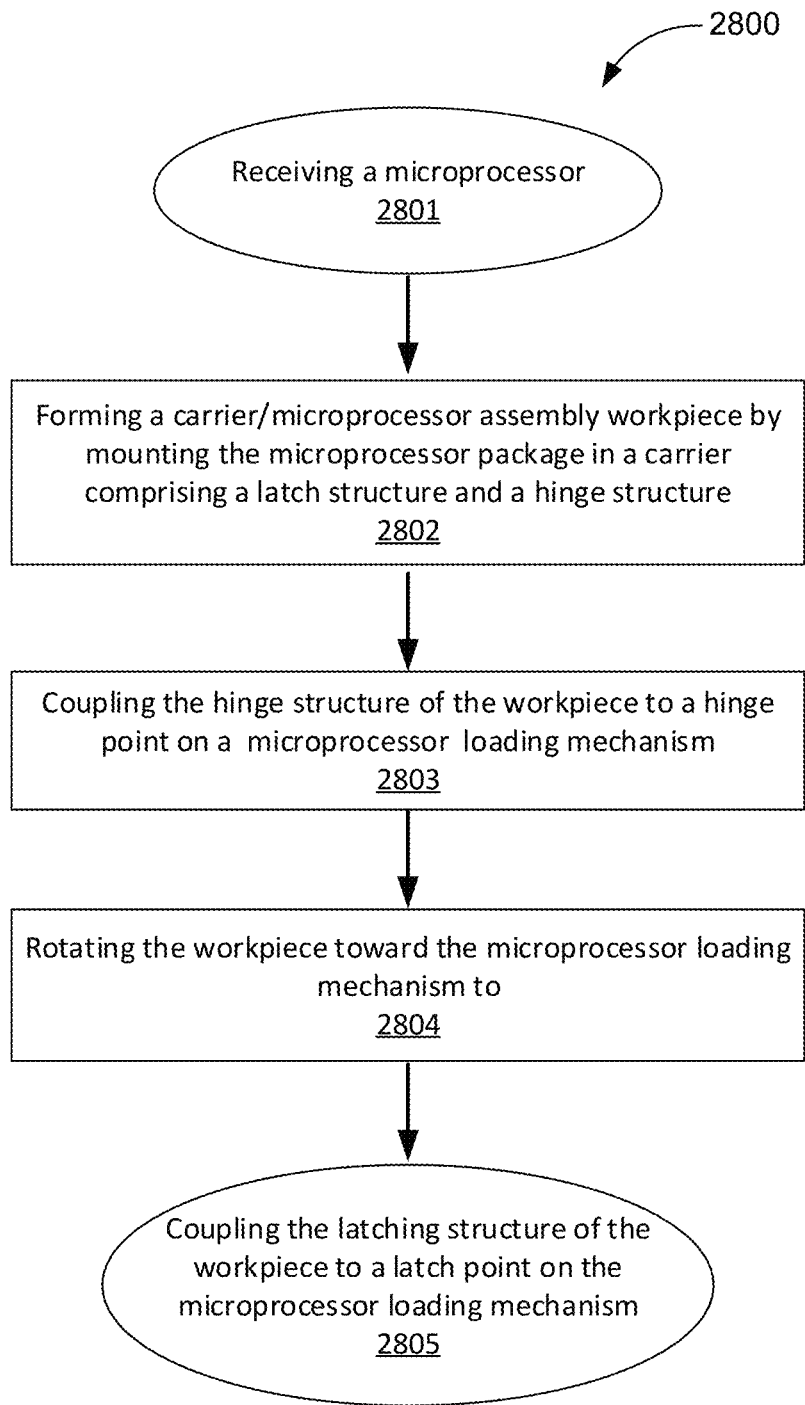 2800
Receiving a microprocessor
2801
Forming a carrier/microprocessor assembly workpiece by
mounting the microprocessor package in a carrier
comprising a latch structure and a hinge structure
2802
Coupling the hinge structure of the workpiece to a hinge
point on a microprocessor loading mechanism
2803
Rotating the workpiece toward the microprocessor loading
mechanism to
2804
Coupling the latching structure of the
workpiece to a latch point on the
microprocessor loading mechanism
2805